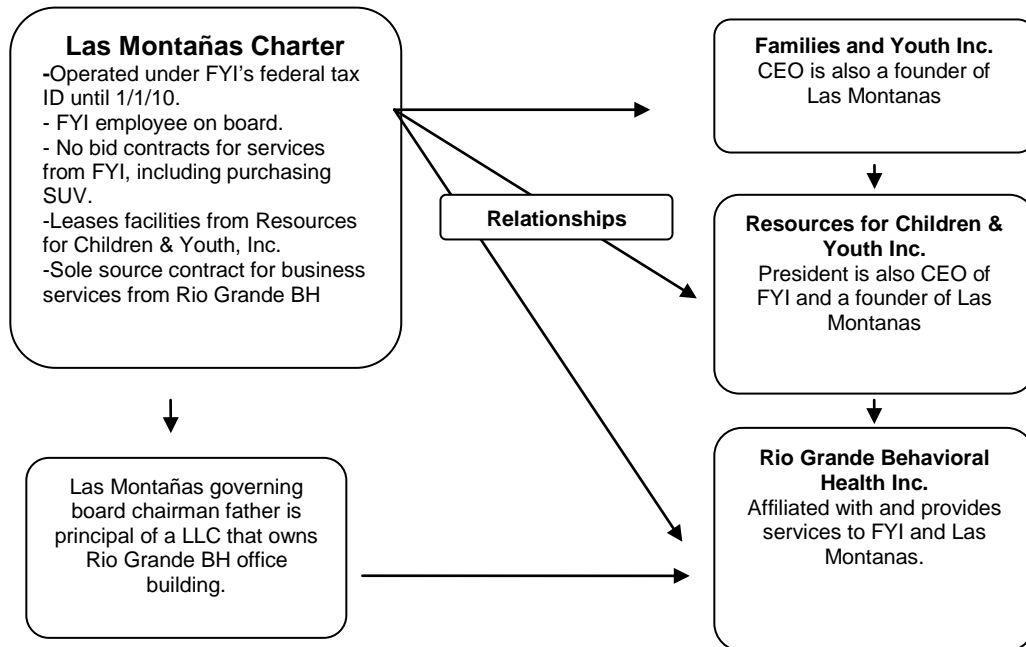 Las Montañas Charter
-Operated under FYI's federal tax
ID until 1/1/10.
- FYI employee on board.
- No bid contracts for services
from FYI, including purchasing
SUV.
-Leases facilities from Resources
for Children & Youth, Inc.
-Sole source contract for business
services from Rio Grande BH
Families and Youth Inc.
CEO is also a founder of
Las Montanas
Relationships
Resources for Children &
Youth Inc.
President is also CEO of
FYI and a founder of Las
Montanas
Las Montañas governing
board chairman father is
principal of a LLC that owns
Rio Grande BH office
building.
Rio Grande Behavioral
Health Inc.
Affiliated with and provides
services to FYI and Las
Montanas.